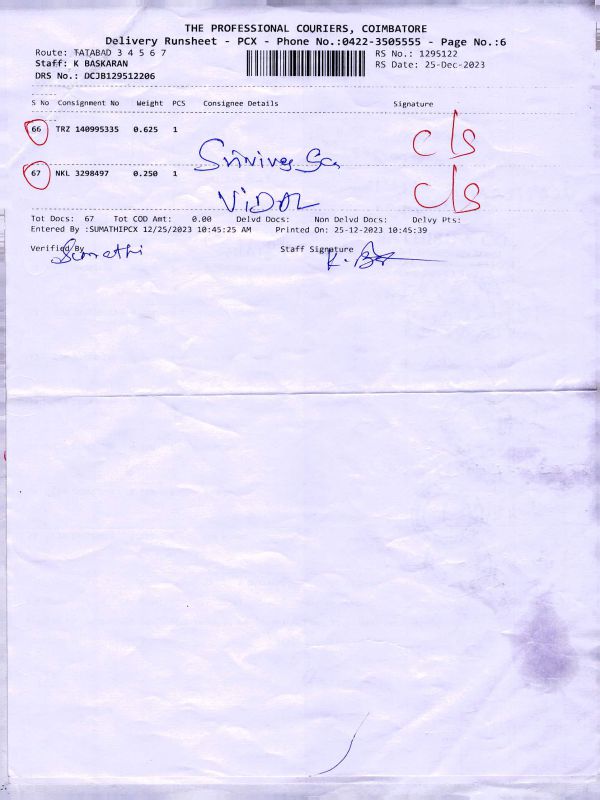 THE PROFESSIONAL COURIERS, COIMBATORE
Delivery Runsheet - PCX - Phone No.:0422-3505555 - Page No.:6
Route: TATABAD 3 4 5 6 7 RS No.: 1295122
Staff: K BASKARAN RS Date: 25-Dec-2023
DRS No.: DCJB129512206
S No Consignment No Weight PCS Consignee Details Signature
66 TRZ 140995335 0.625 1 c/s
67 NKL 3298497 0.250 1 c/s
VIDAL
Tot Docs: 67 Tot COD Amt: 0.00 Delvd Docs: Non Delvd Docs: Delvy Pts:
Entered By :SUMATHIPCX 12/25/2023 10:45:25 AM Printed On: 25-12-2023 10:45:39
Verified By Staff Signature
Sumathi